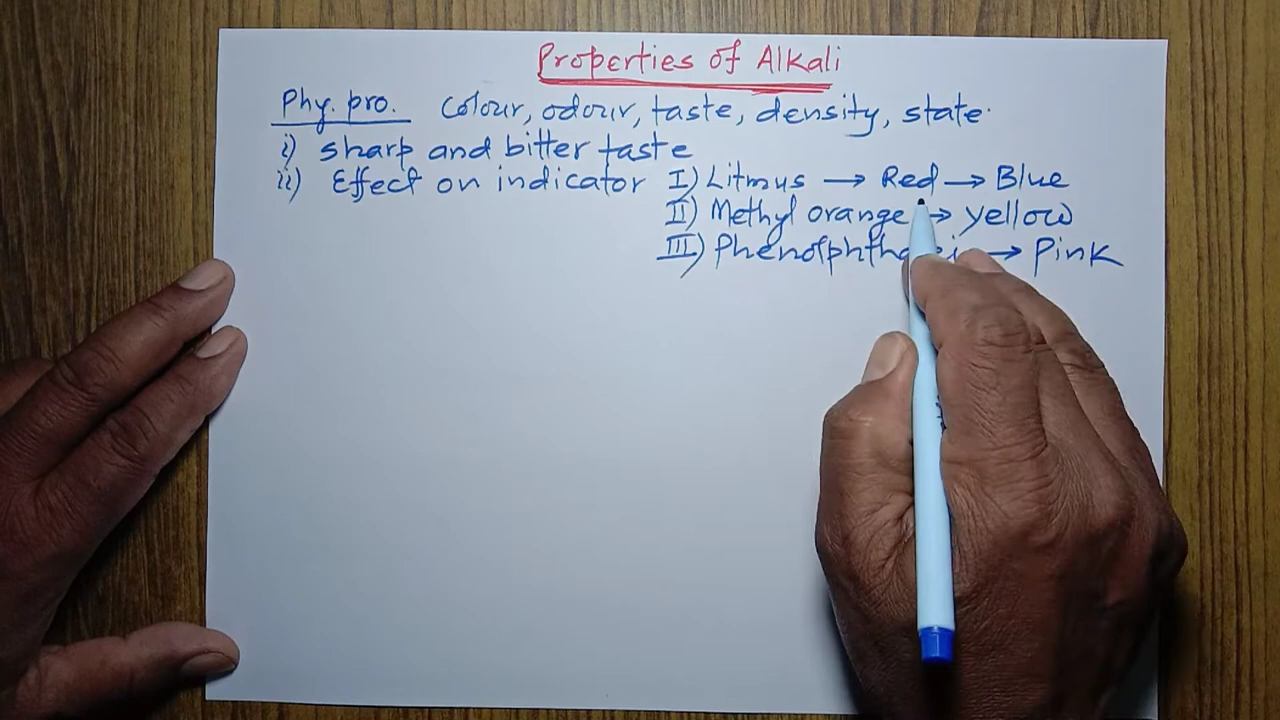 Properties of Alkali
Phy. pro. Colour, odour, taste, density, state.
i) sharp and bitter taste
ii) Effect on indicator I) Litmus → Red → Blue
II) Methyl orange → yellow
III) → Pink